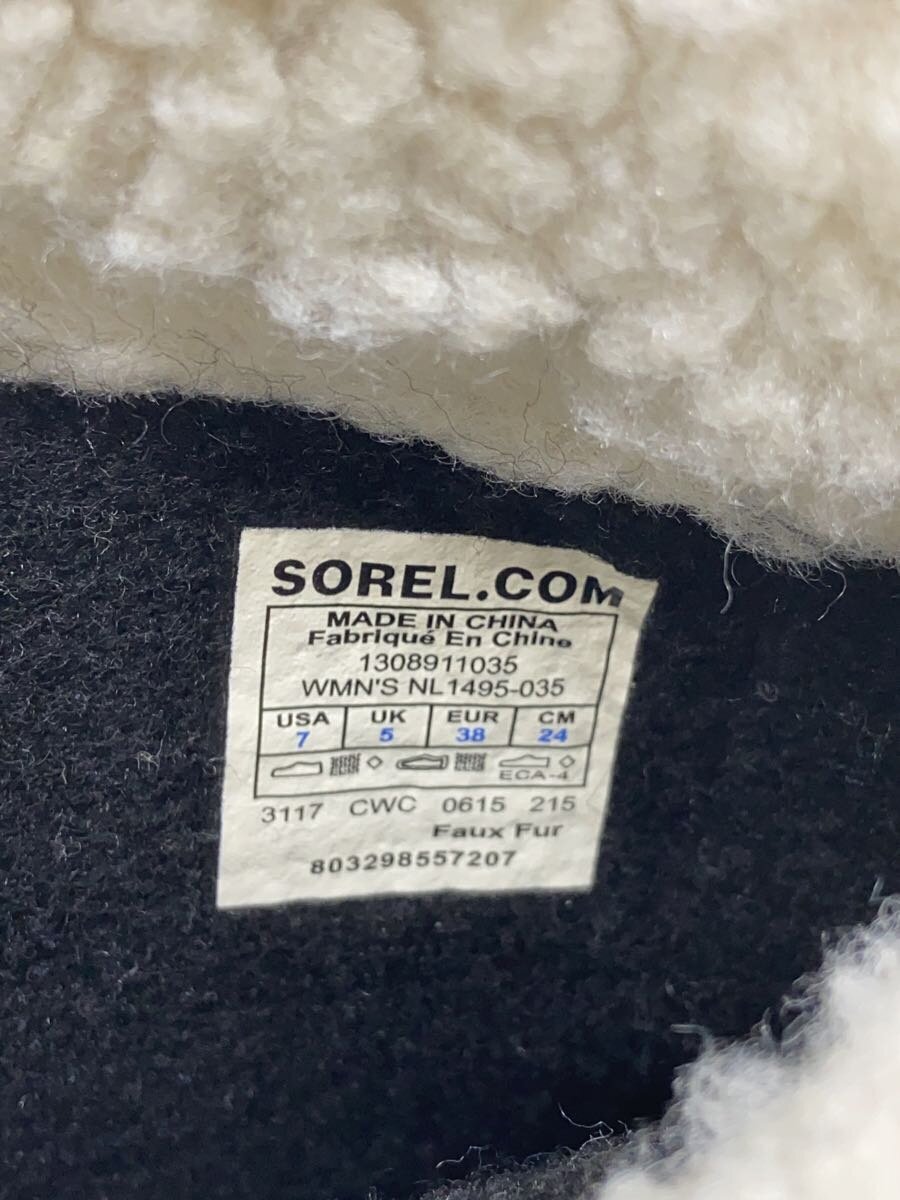 SOREL.COM
MADE IN CHINA
Fabriqué En Chine
1308911035
WMN'S NL1495-035
USA UK EUR CM
7 5 38 24
ECA-4
3117 CWC 0615 215
Faux Fur
803298557207